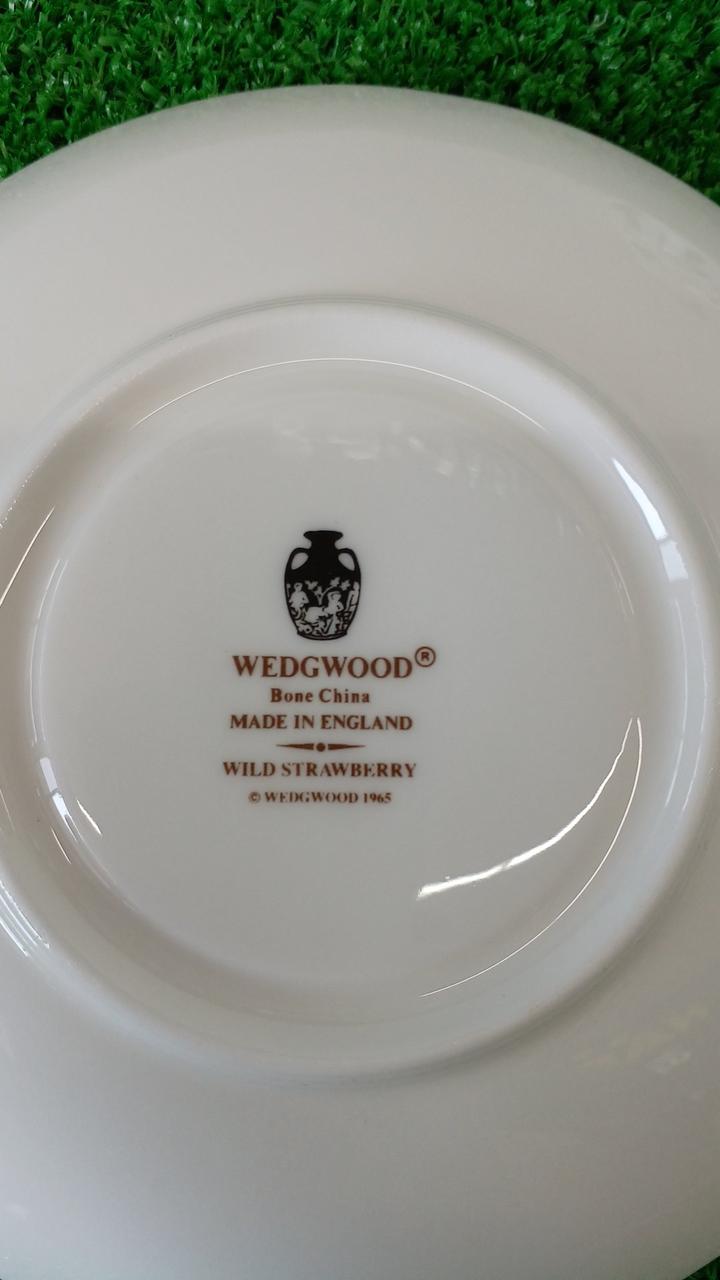 WEDGWOOD®
Bone China
MADE IN ENGLAND
WILD STRAWBERRY
© WEDGWOOD 1965